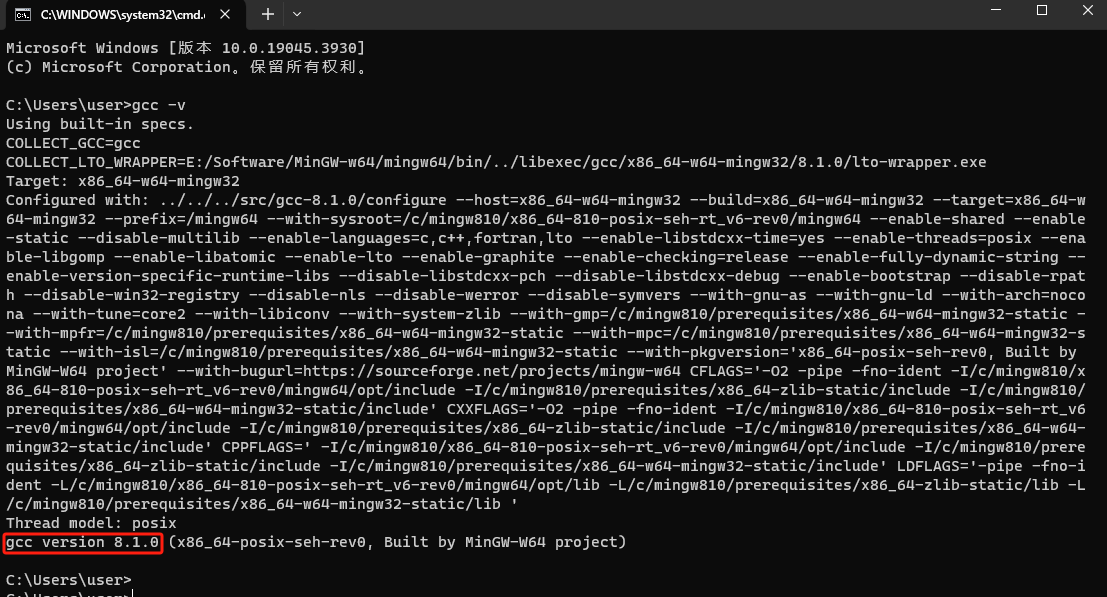 C:\WINDOWS\system32\cmd.
Microsoft Windows [版本 10.0.19045.3930]
(c) Microsoft Corporation。保留所有权利。
C:\Users\user>gcc -v
Using built-in specs.
COLLECT_GCC=gcc
COLLECT_LTO_WRAPPER=E:/Software/MinGW-w64/mingw64/bin/../libexec/gcc/x86_64-w64-mingw32/8.1.0/lto-wrapper.exe
Target: x86_64-w64-mingw32
Configured with: ../../../src/gcc-8.1.0/configure --host=x86_64-w64-mingw32 --build=x86_64-w64-mingw32 --target=x86_64-w
64-mingw32 --prefix=/mingw64 --with-sysroot=/c/mingw810/x86_64-810-posix-seh-rt_v6-rev0/mingw64 --enable-shared --enable
-static --disable-multilib --enable-languages=c,c++,fortran,lto --enable-libstdcxx-time=yes --enable-threads=posix --ena
ble-libgomp --enable-libatomic --enable-lto --enable-graphite --enable-checking=release --enable-fully-dynamic-string --
enable-version-specific-runtime-libs --disable-libstdcxx-pch --disable-libstdcxx-debug --enable-bootstrap --disable-rpat
h --disable-win32-registry --disable-nls --disable-werror --disable-symvers --with-gnu-as --with-gnu-ld --with-arch=noco
na --with-tune=core2 --with-libiconv --with-system-zlib --with-gmp=/c/mingw810/prerequisites/x86_64-w64-mingw32-static -
-with-mpfr=/c/mingw810/prerequisites/x86_64-w64-mingw32-static --with-mpc=/c/mingw810/prerequisites/x86_64-w64-mingw32-s
tatic --with-isl=/c/mingw810/prerequisites/x86_64-w64-mingw32-static --with-pkgversion='x86_64-posix-seh-rev0, Built by
MinGW-W64 project' --with-bugurl=https://sourceforge.net/projects/mingw-w64 CFLAGS='-O2 -pipe -fno-ident -I/c/mingw810/x
86_64-810-posix-seh-rt_v6-rev0/mingw64/opt/include -I/c/mingw810/prerequisites/x86_64-zlib-static/include -I/c/mingw810/
prerequisites/x86_64-w64-mingw32-static/include' CXXFLAGS='-O2 -pipe -fno-ident -I/c/mingw810/x86_64-810-posix-seh-rt_v6
-rev0/mingw64/opt/include -I/c/mingw810/prerequisites/x86_64-zlib-static/include -I/c/mingw810/prerequisites/x86_64-w64-
mingw32-static/include' CPPFLAGS=' -I/c/mingw810/x86_64-810-posix-seh-rt_v6-rev0/mingw64/opt/include -I/c/mingw810/prere
quisites/x86_64-zlib-static/include -I/c/mingw810/prerequisites/x86_64-w64-mingw32-static/include' LDFLAGS='-pipe -fno-i
dent -L/c/mingw810/x86_64-810-posix-seh-rt_v6-rev0/mingw64/opt/lib -L/c/mingw810/prerequisites/x86_64-zlib-static/lib -L
/c/mingw810/prerequisites/x86_64-w64-mingw32-static/lib '
Thread model: posix
gcc version 8.1.0 (x86_64-posix-seh-rev0, Built by MinGW-W64 project)
C:\Users\user>
C:\Users\user>